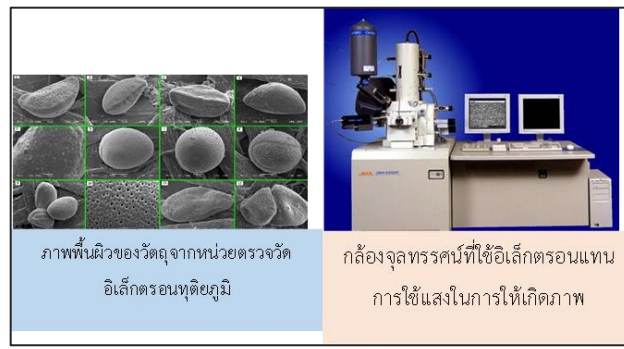 ภาพพื้นผิวของวัตถุจากหน่วยตรวจวัด
อิเล็กตรอนทุติยภูมิ
กล้องจุลทรรศน์ที่ใช้อิเล็กตรอนแทน
การใช้แสงในการให้เกิดภาพ
JEOL